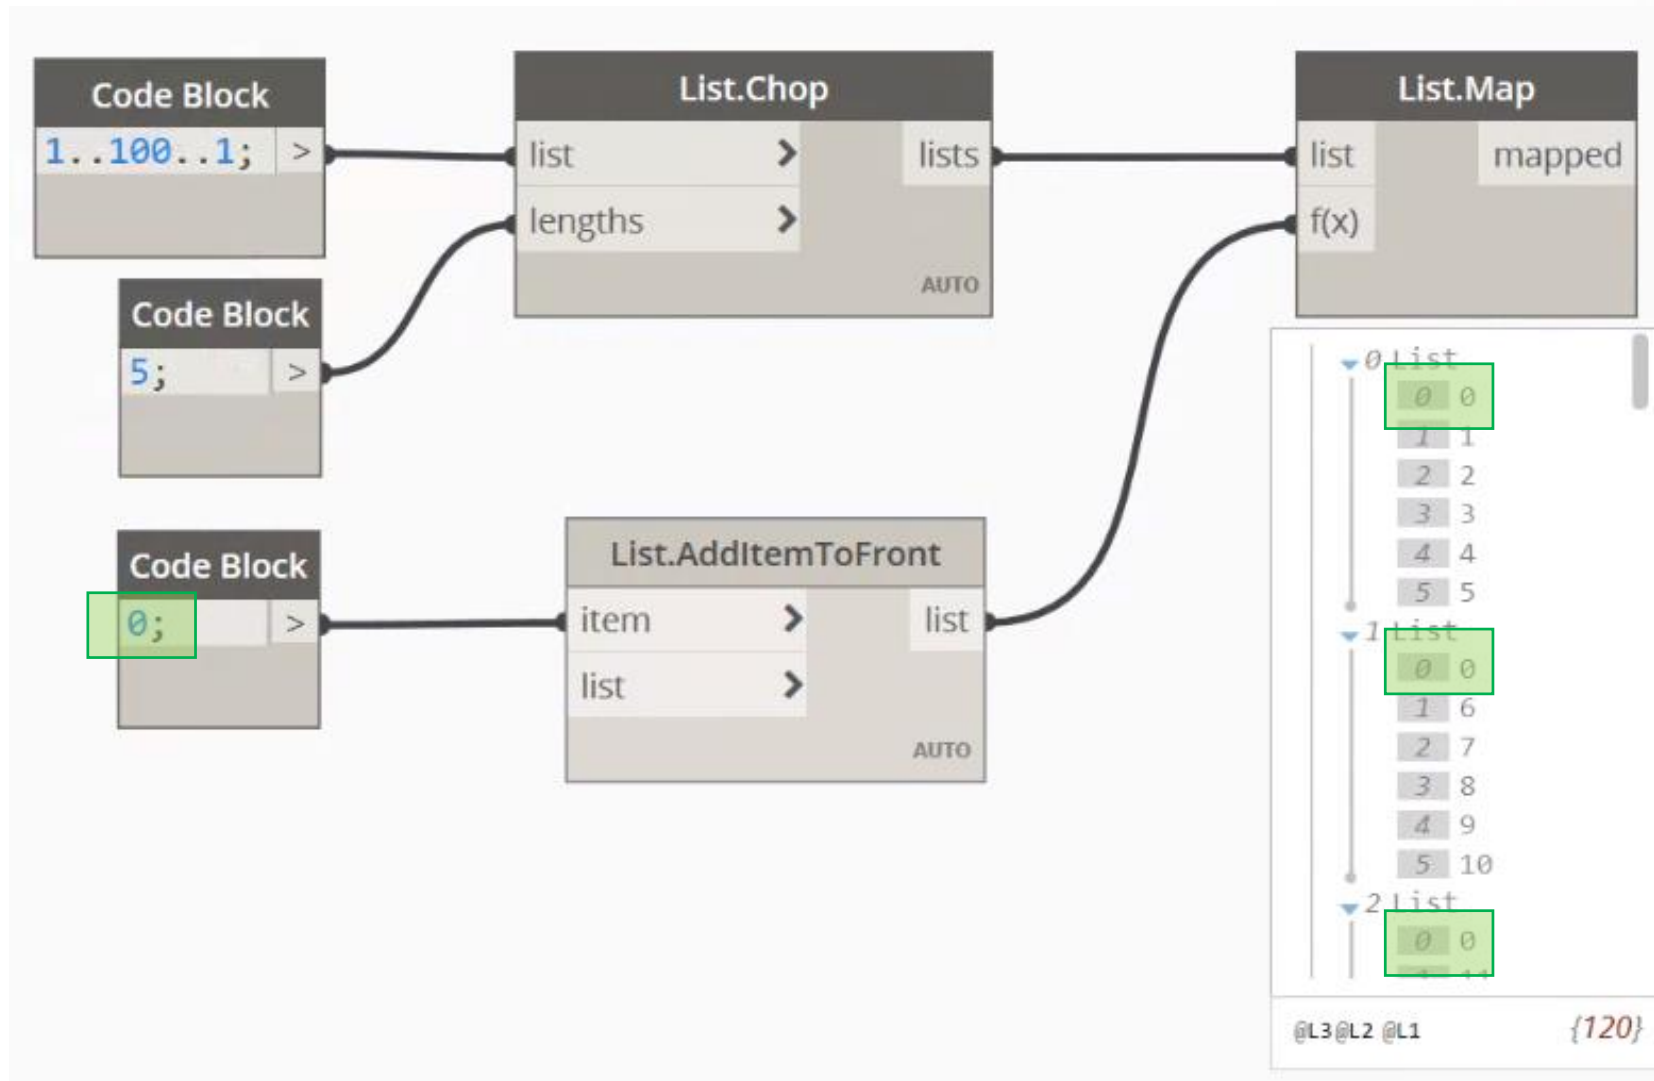 Code Block
1..100..1; >
List.Chop
list > lists
lengths >
AUTO
List.Map
list mapped
f(x)
Code Block
5; >
Code Block
0; >
List.AddItemToFront
item > list
list >
AUTO
0 List
0 0
1 1
2 2
3 3
4 4
5 5
1 List
0 0
1 6
2 7
3 8
4 9
5 10
2 List
0 0
1 11
@L3 @L2 @L1 {120}